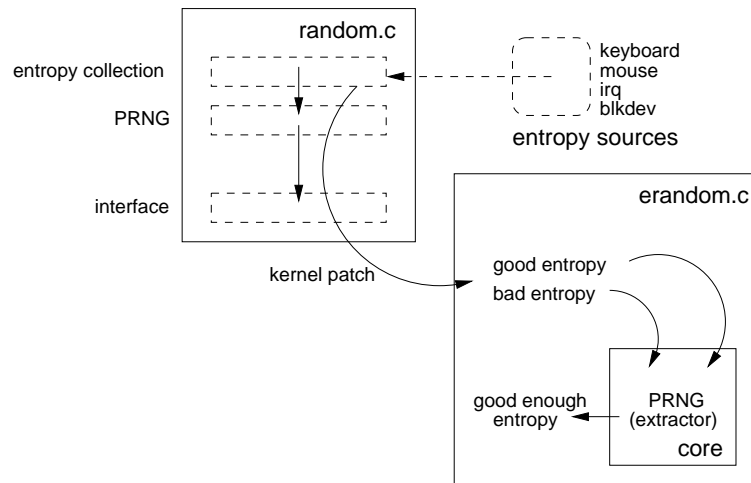 random.c
entropy collection
PRNG
interface
keyboard
mouse
irq
blkdev
entropy sources
kernel patch
erandom.c
good entropy
bad entropy
good enough
entropy
PRNG
(extractor)
core